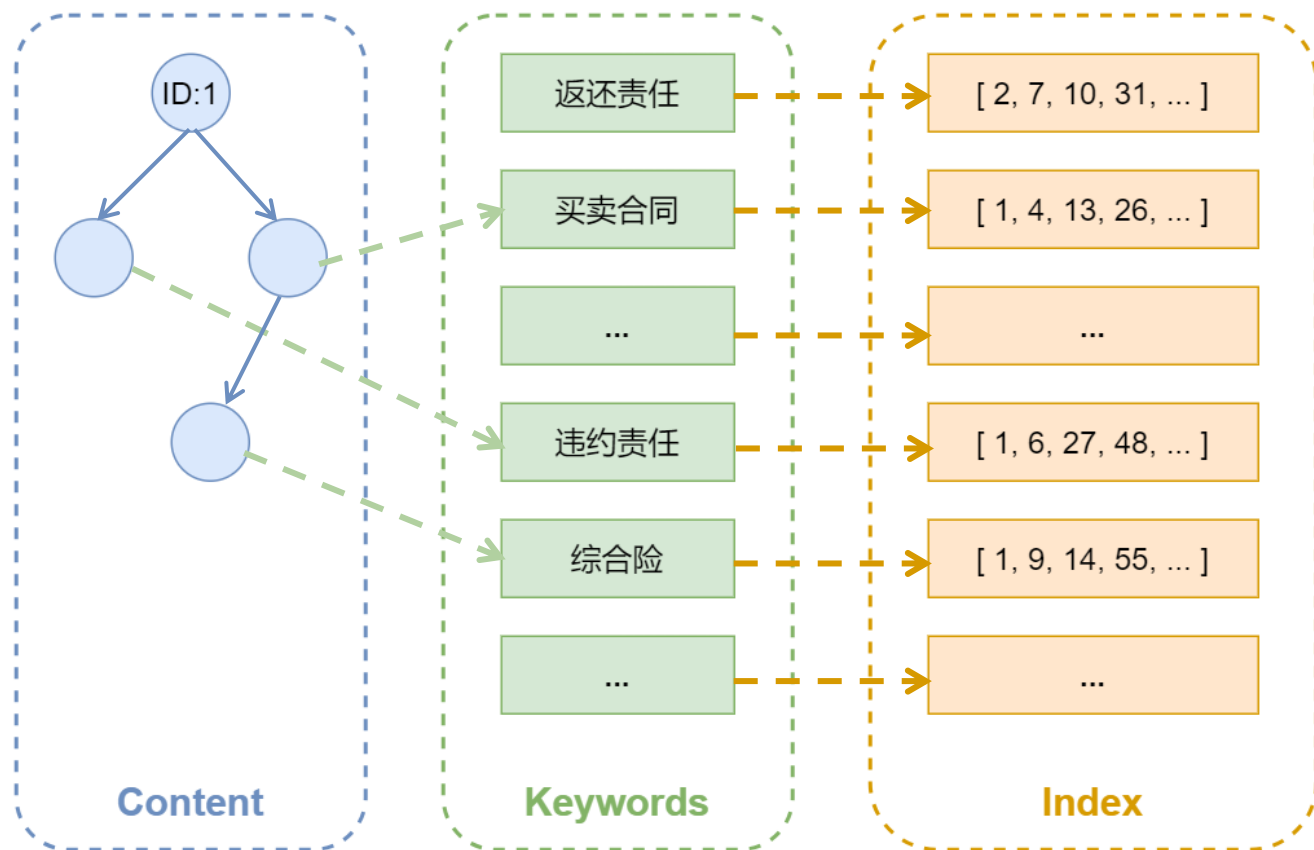 ID:1
返还责任
[ 2, 7, 10, 31, ... ]
买卖合同
[ 1, 4, 13, 26, ... ]
...
...
违约责任
[ 1, 6, 27, 48, ... ]
综合险
[ 1, 9, 14, 55, ... ]
...
...
Content
Keywords
Index